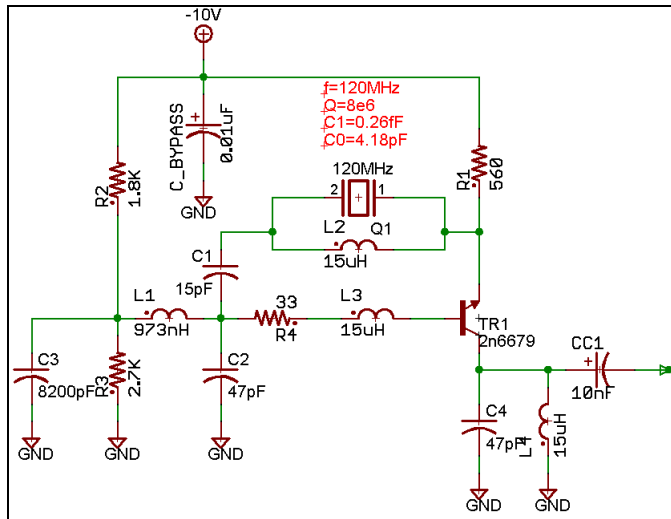 -10V
C_BYPASS
0.01uF
GND
f=120MHz
Q=8e6
C1=0.26fF
C0=4.18pF
120MHz
2
1
Q1
L2
15uH
R1
560
R2
1.8K
C1
15pF
L1
973nH
33
R4
L3
15uH
TR1
2n6679
CC1
10nF
C3
8200pF
R3
2.7K
C2
47pF
C4
47pF
L4
15uH
GND
GND
GND
GND
GND